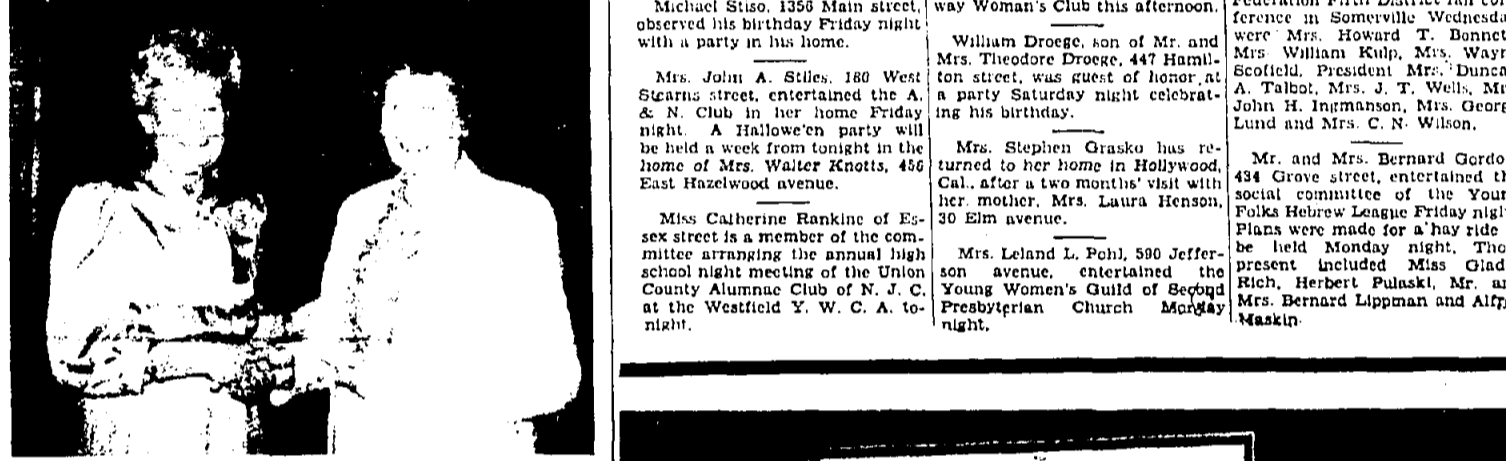 Michael Stiso, 1356 Main street,
observed his birthday Friday night
with a party in his home.
Mrs. John A. Stiles, 180 West
Stearns street, entertained the A.
& N. Club in her home Friday
night. A Hallowe'en party will
be held a week from tonight in the
home of Mrs. Walter Knotts, 456
East Hazelwood avenue.
Miss Catherine Rankine of Es-
sex street is a member of the com-
mittee arranging the annual high
school night meeting of the Union
County Alumnae Club of N. J. C.
at the Westfield Y. W. C. A. to-
night.
way Woman's Club this afternoon.
William Droege, son of Mr. and
Mrs. Theodore Droege, 447 Hamil-
ton street, was guest of honor at
a party Saturday night celebrat-
ing his birthday.
Mrs. Stephen Grasko has re-
turned to her home in Hollywood,
Cal., after a two months' visit with
her mother, Mrs. Laura Henson,
30 Elm avenue.
Mrs. Leland L. Pohl, 590 Jeffer-
son avenue, entertained the
Young Women's Guild of Second
Presbyterian Church Monday
night.
Federation Fifth District
ference in Somerville Wednesda
were Mrs. Howard T. Bonnet
Mrs. William Kulp, Mrs. Wayn
Scofield, President Mrs. Dunca
A. Talbot, Mrs. J. T. Wells, Mr
John H. Ingmanson, Mrs. Georg
Lund and Mrs. C. N. Wilson.
Mr. and Mrs. Bernard Gordo
434 Grove street, entertained th
social committee of the Youn
Folks Hebrew League Friday nigh
Plans were made for a hay ride
be held Monday night. Tho
present included Miss Glad
Rich, Herbert Pulaski, Mr. an
Mrs. Bernard Lippman and Alfr
Maskin.